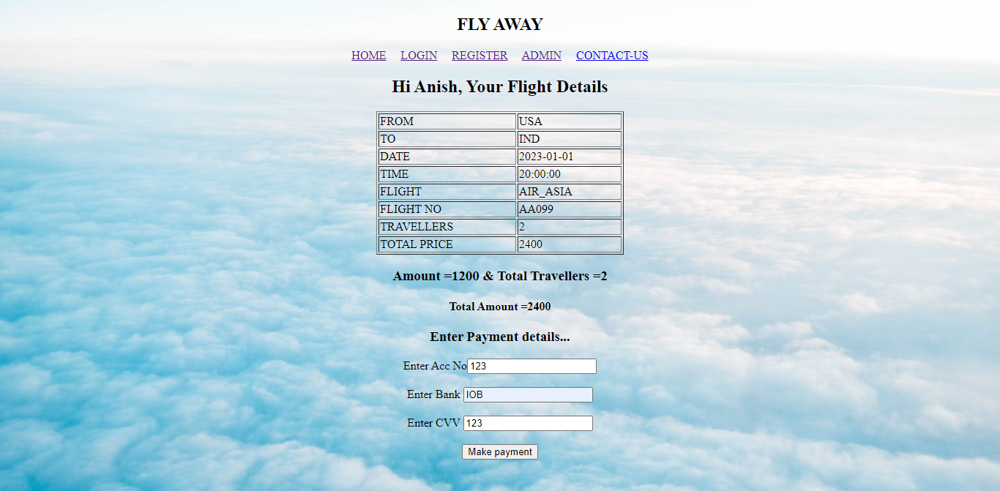 FLY AWAY
HOME LOGIN REGISTER ADMIN CONTACT-US
Hi Anish, Your Flight Details
FROM USA
TO IND
DATE 2023-01-01
TIME 20:00:00
FLIGHT AIR_ASIA
FLIGHT NO AA099
TRAVELLERS 2
TOTAL PRICE 2400
Amount =1200 & Total Travellers =2
Total Amount =2400
Enter Payment details...
Enter Acc No 123
Enter Bank IOB
Enter CVV 123
Make payment